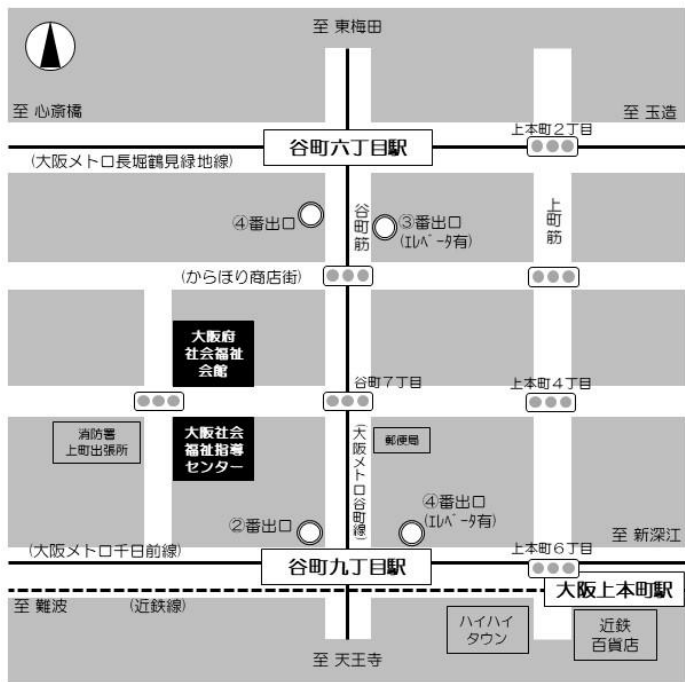 至 東梅田
至 心斎橋
至 玉造
上本町2丁目
谷町六丁目駅
(大阪メトロ長堀鶴見緑地線)
④番出口
谷町筋
③番出口
(エレベータ有)
上町筋
(からほり商店街)
大阪府
社会福祉
会館
谷町7丁目
上本町4丁目
消防署
上町出張所
大阪社会
福祉指導
センター
(大阪メトロ谷町線)
郵便局
②番出口
④番出口
(エレベータ有)
至 新深江
(大阪メトロ千日前線)
上本町6丁目
谷町九丁目駅
大阪上本町駅
至 難波
(近鉄線)
ハイハイ
タウン
近鉄
百貨店
至 天王寺